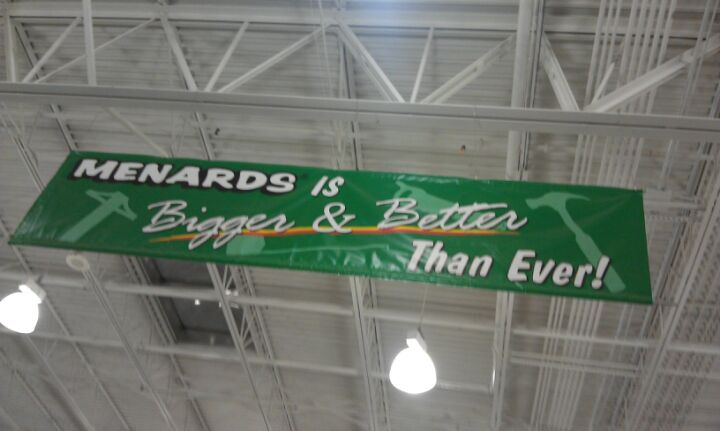 MENARDS is
Bigger & Better
Than Ever!